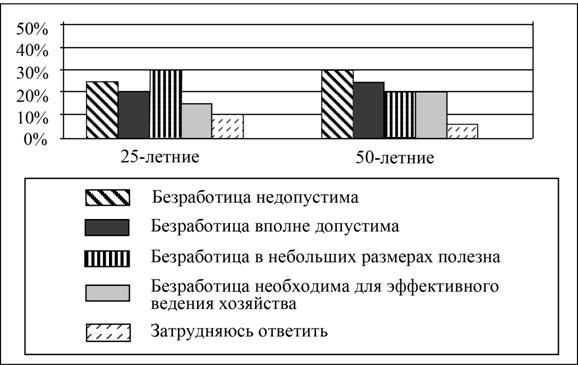 50%
40%
30%
20%
10%
0%
25-летние 50-летние
Безработица недопустима
Безработица вполне допустима
Безработица в небольших размерах полезна
Безработица необходима для эффективного
ведения хозяйства
Затрудняюсь ответить